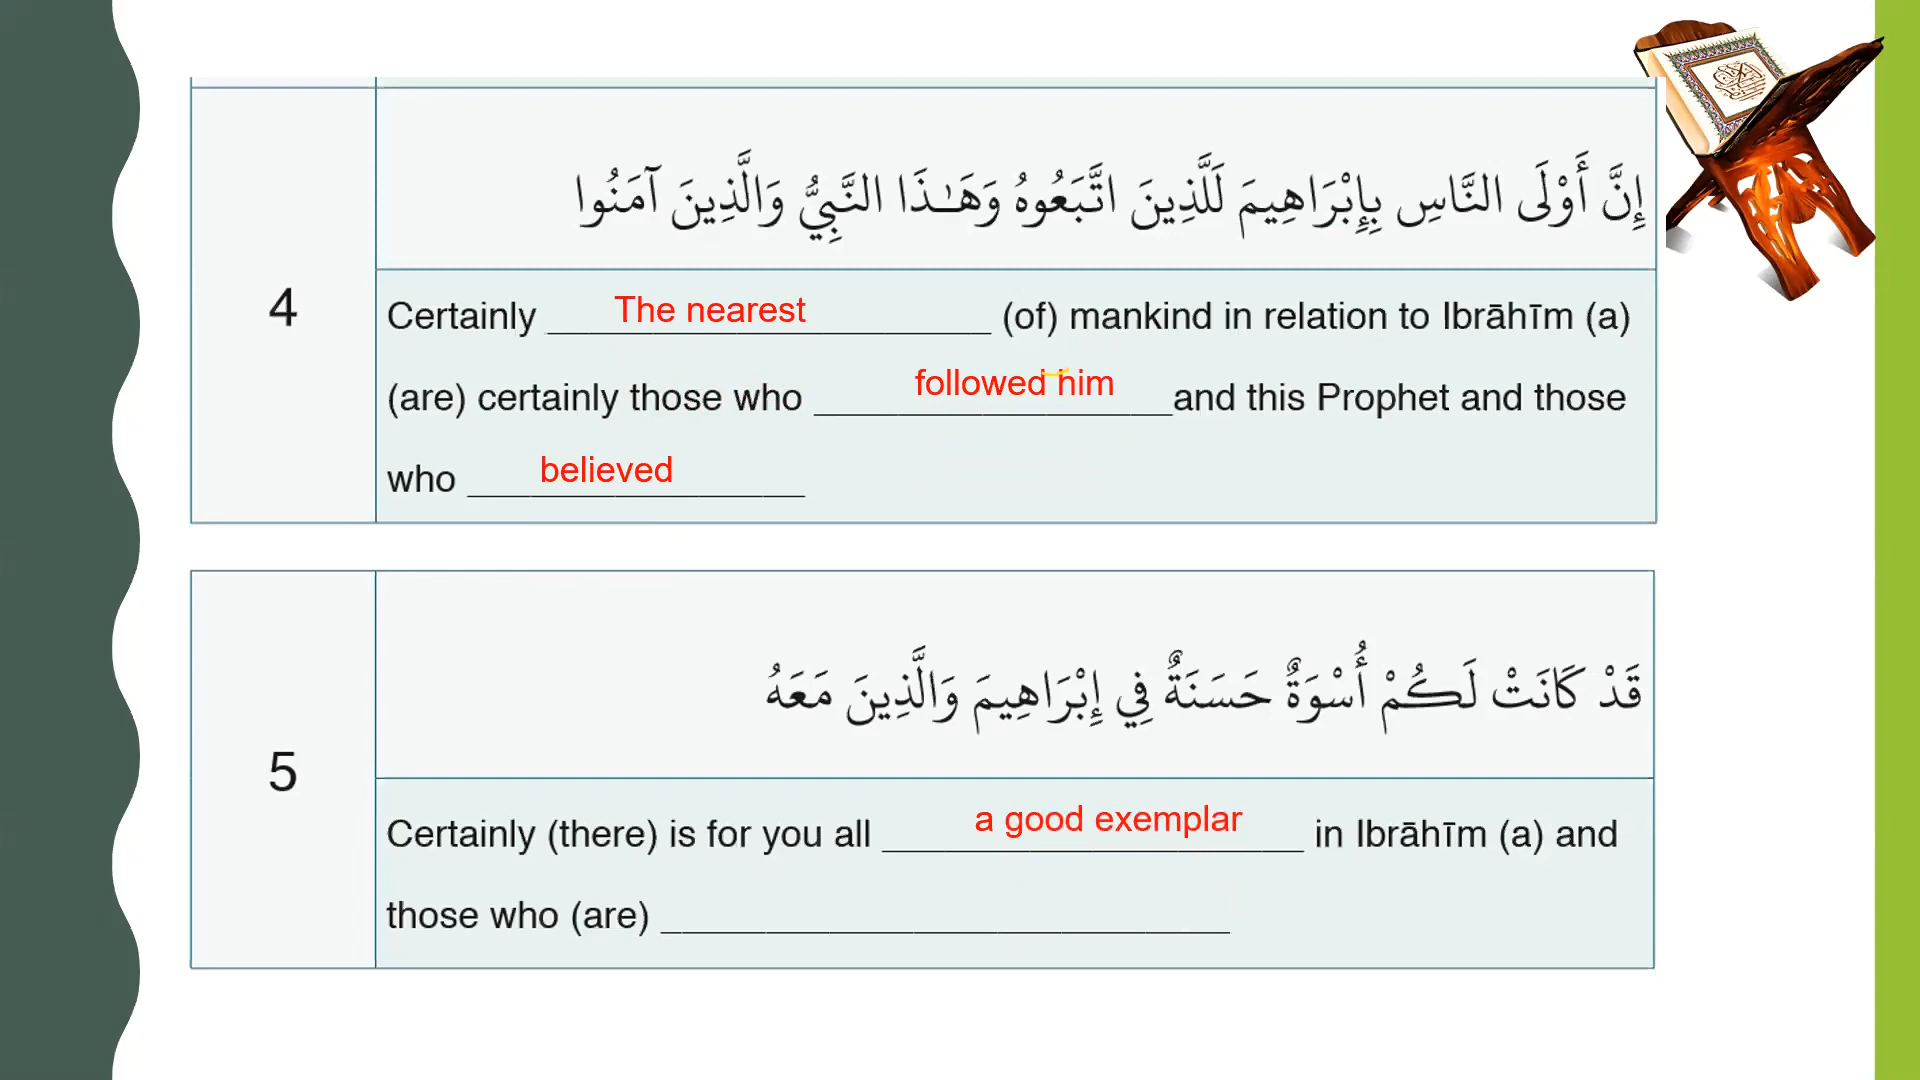 4
إِنَّ أَوْلَى النَّاسِ بِإِبْرَاهِيمَ لَلَّذِينَ اتَّبَعُوهُ وَهَـٰذَا النَّبِيُّ وَالَّذِينَ آمَنُوا
Certainly The nearest (of) mankind in relation to Ibrāhīm (a)
(are) certainly those who followed him and this Prophet and those
who believed
5
قَدْ كَانَتْ لَكُمْ أُسْوَةٌ حَسَنَةٌ فِي إِبْرَاهِيمَ وَالَّذِينَ مَعَهُ
Certainly (there) is for you all a good exemplar in Ibrāhīm (a) and
those who (are) ___________________________